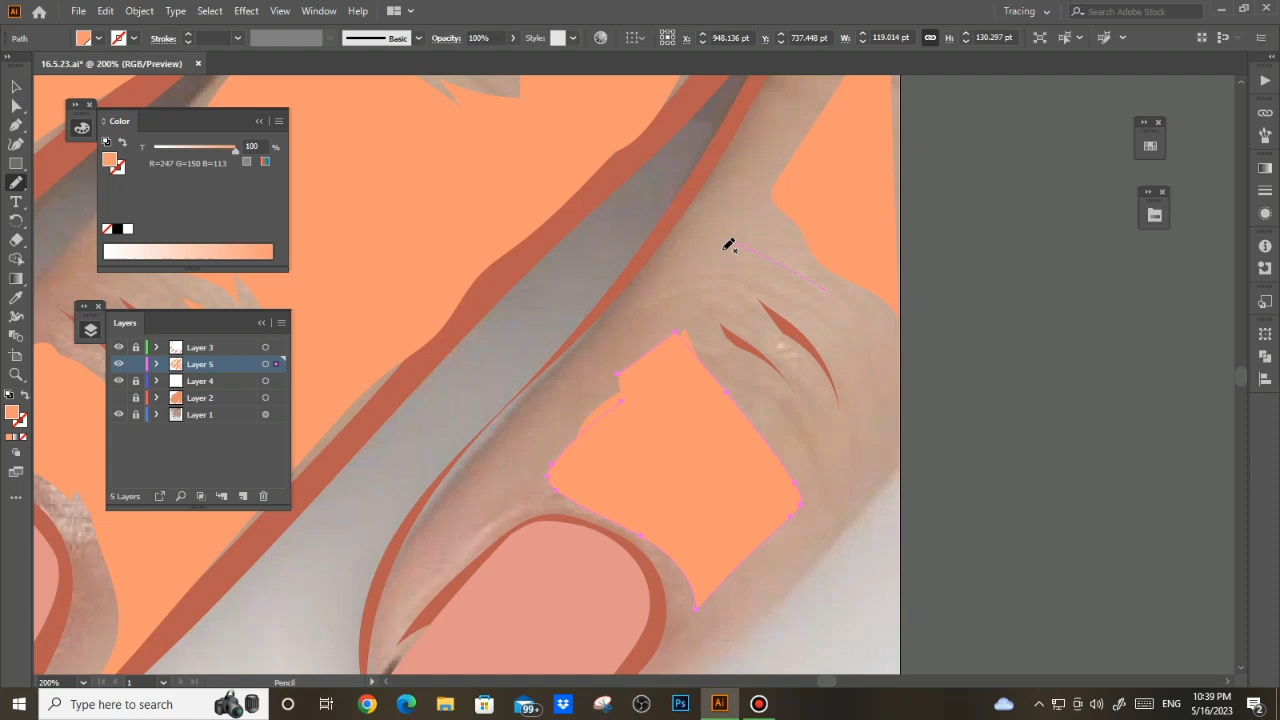 Ai File Edit Object Type Select Effect View Window Help Tracing Search Adobe Stock
Path Stroke: Basic Opacity: 100% Style: X: 948.136 pt Y: 737.448 pt W: 119.014 pt H: 130.297 pt
16.5.23.ai* @ 200% (RGB/Preview)
Color
T 100 %
R=247 G=150 B=113
Layers
Layer 3
Layer 5
Layer 4
Layer 2
Layer 1
5 Layers
200% 1 Pencil
Type here to search 99+ Ps Ai ENG 10:39 PM
5/16/2023 2